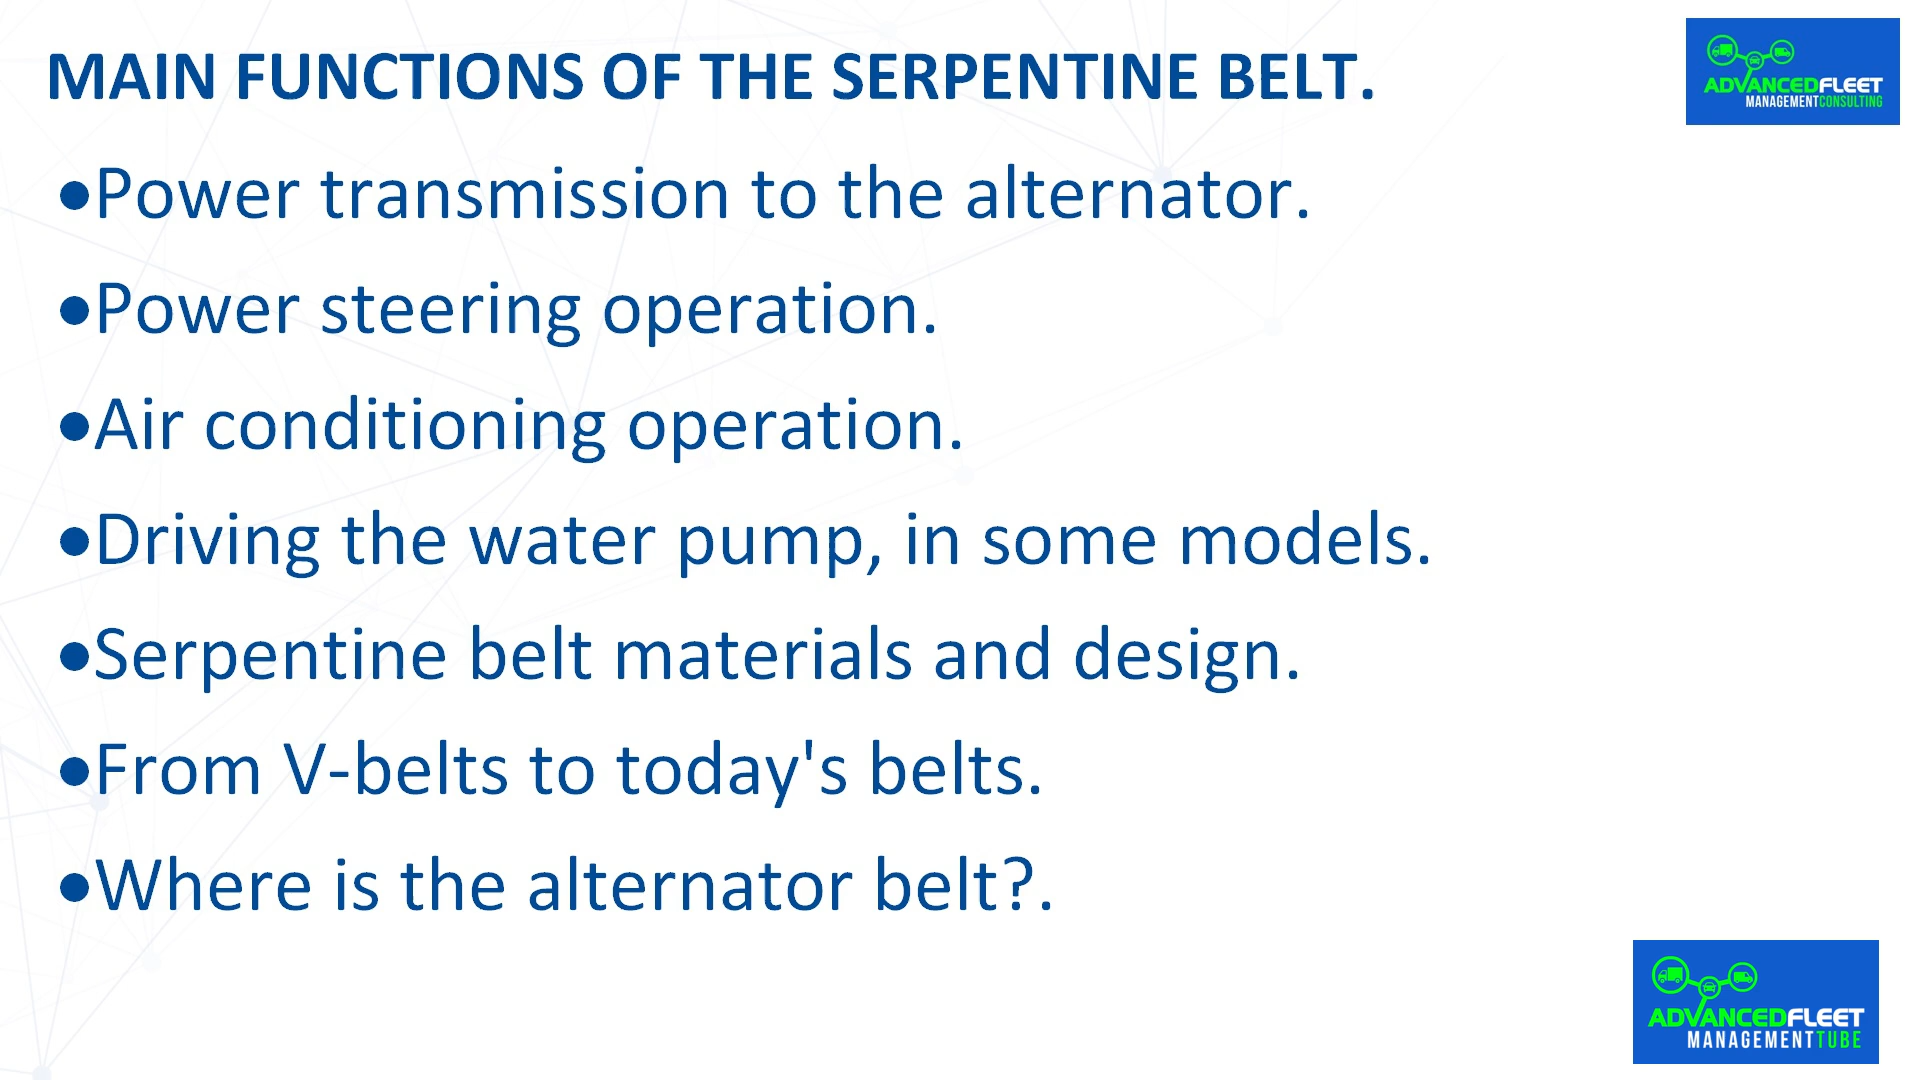 MAIN FUNCTIONS OF THE SERPENTINE BELT.
ADVANCEDFLEET
MANAGEMENTCONSULTING
•Power transmission to the alternator.
•Power steering operation.
•Air conditioning operation.
•Driving the water pump, in some models.
•Serpentine belt materials and design.
•From V-belts to today's belts.
•Where is the alternator belt?.
ADVANCEDFLEET
MANAGEMENTTUBE